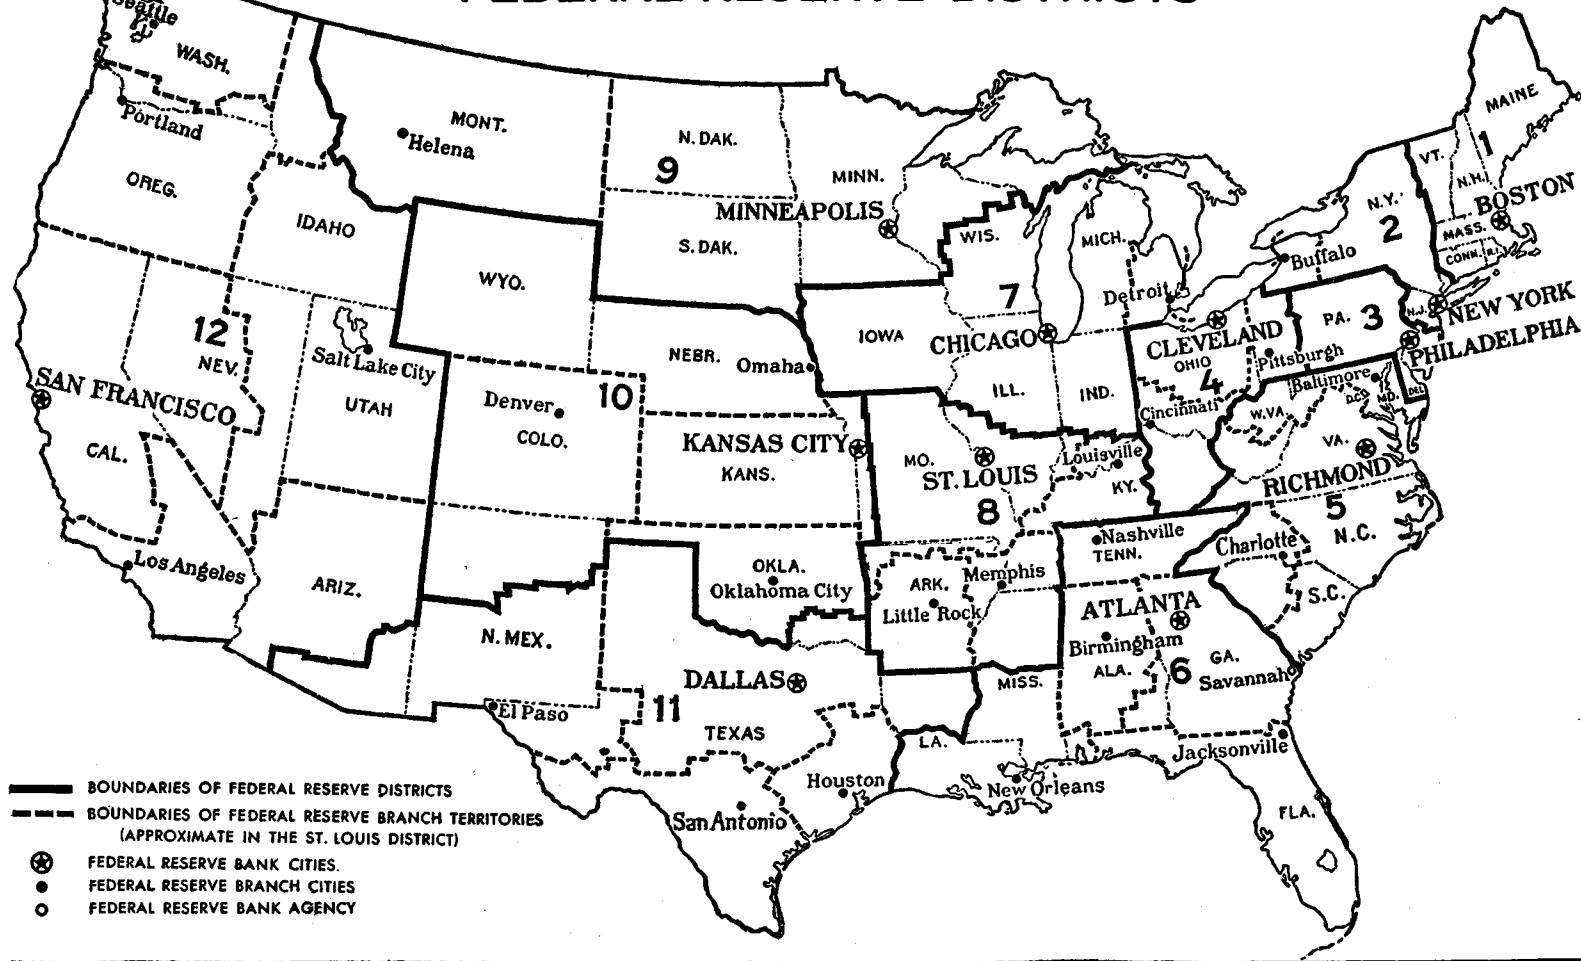 FEDERAL RESERVE DISTRICTS
Seattle
WASH.
Portland
OREG.
MONT.
Helena
IDAHO
WYO.
N. DAK.
9
MINN.
MINNEAPOLIS
S. DAK.
WIS.
MICH.
7
Detroit
IOWA
CHICAGO
ILL.
IND.
MAINE
1
VT.
N.H.
BOSTON
N.Y.
2
MASS.
CONN.
R.I.
Buffalo
N.J.
NEW YORK
PA.
3
PHILADELPHIA
CLEVELAND
OHIO
4
Pittsburgh
Cincinnati
Baltimore
D.C.
MD.
DEL.
W.VA.
VA.
RICHMOND
5
N.C.
Charlotte
S.C.
12
NEV.
SAN FRANCISCO
CAL.
Los Angeles
Salt Lake City
UTAH
ARIZ.
NEBR.
Omaha
10
Denver
COLO.
KANSAS CITY
KANS.
MO.
ST. LOUIS
8
Louisville
KY.
Nashville
TENN.
Memphis
ARK.
Little Rock
OKLA.
Oklahoma City
N. MEX.
El Paso
DALLAS
11
TEXAS
Houston
San Antonio
LA.
New Orleans
MISS.
ATLANTA
Birmingham
ALA.
6
GA.
Savannah
Jacksonville
FLA.
BOUNDARIES OF FEDERAL RESERVE DISTRICTS
BOUNDARIES OF FEDERAL RESERVE BRANCH TERRITORIES
(APPROXIMATE IN THE ST. LOUIS DISTRICT)
FEDERAL RESERVE BANK CITIES.
FEDERAL RESERVE BRANCH CITIES
FEDERAL RESERVE BANK AGENCY